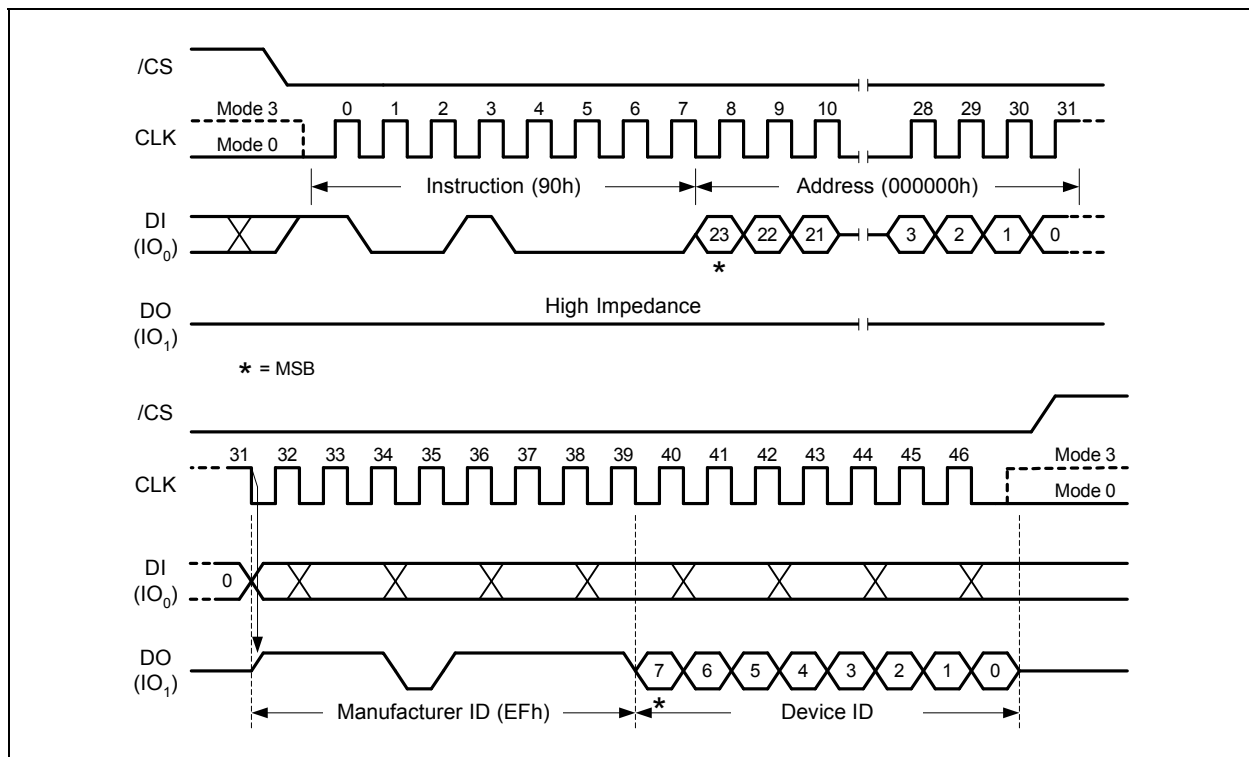 /CS
Mode 3
0 1 2 3 4 5 6 7 8 9 10 28 29 30 31
CLK
Mode 0
Instruction (90h) Address (000000h)
DI
(IO0)
23 22 21 3 2 1 0
*
High Impedance
DO
(IO1)
* = MSB
/CS
31 32 33 34 35 36 37 38 39 40 41 42 43 44 45 46
Mode 3
CLK
Mode 0
DI
(IO0)
0
DO
(IO1)
7 6 5 4 3 2 1 0
*
Manufacturer ID (EFh) Device ID